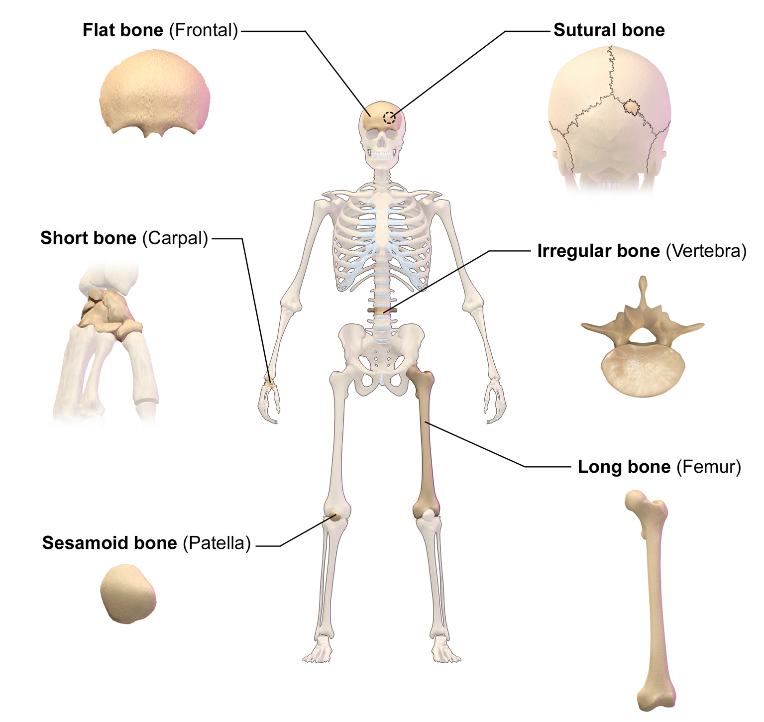 Flat bone (Frontal)
Sutural bone
Short bone (Carpal)
Irregular bone (Vertebra)
Long bone (Femur)
Sesamoid bone (Patella)